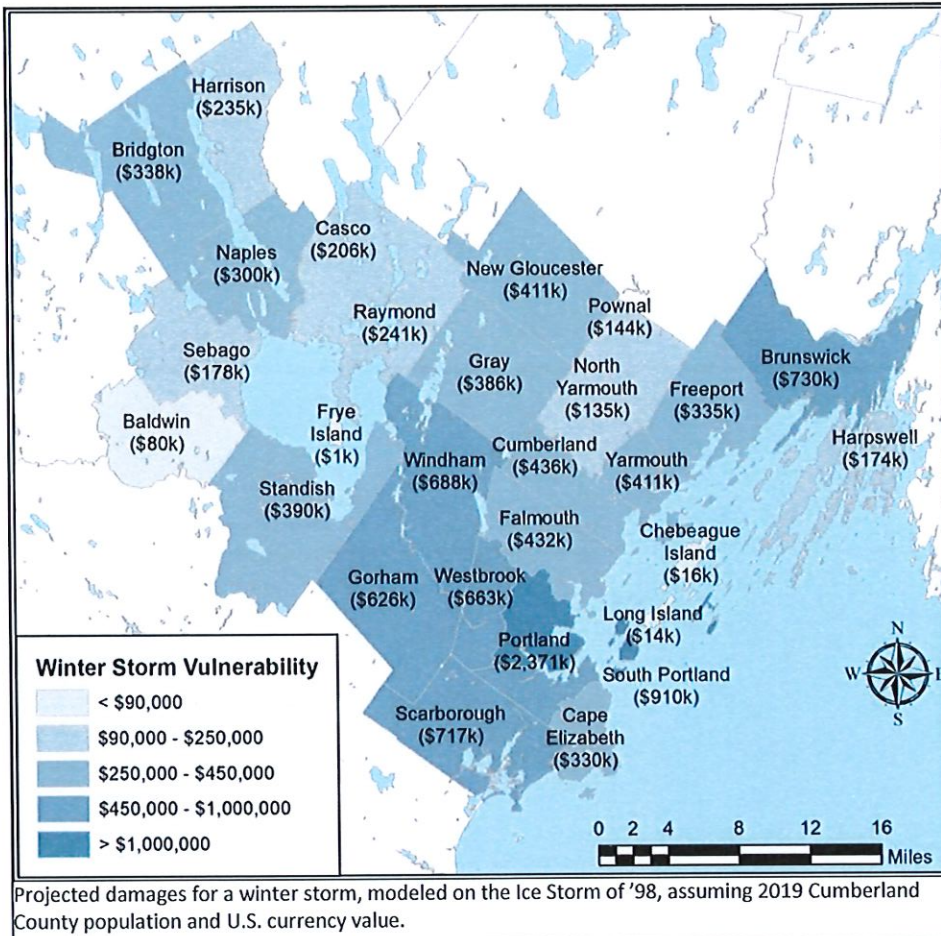 Harrison
($235k)
Bridgton
($338k)
Casco
($206k)
Naples
($300k)
New Gloucester
($411k)
Pownal
($144k)
Raymond
($241k)
Sebago
($178k)
Gray
($386k)
North
Yarmouth
($135k)
Freeport
($335k)
Brunswick
($730k)
Baldwin
($80k)
Frye
Island
($1k)
Windham
($688k)
Cumberland
($436k)
Yarmouth
($411k)
Harpswell
($174k)
Standish
($390k)
Falmouth
($432k)
Chebeague
Island
($16k)
Gorham
($626k)
Westbrook
($663k)
Long Island
($14k)
Portland
($2,371k)
South Portland
($910k)
Scarborough
($717k)
Cape
Elizabeth
($330k)
N
W E
S
Winter Storm Vulnerability
< $90,000
$90,000 - $250,000
$250,000 - $450,000
$450,000 - $1,000,000
> $1,000,000
0 2 4 8 12 16
Miles
Projected damages for a winter storm, modeled on the Ice Storm of '98, assuming 2019 Cumberland
County population and U.S. currency value.